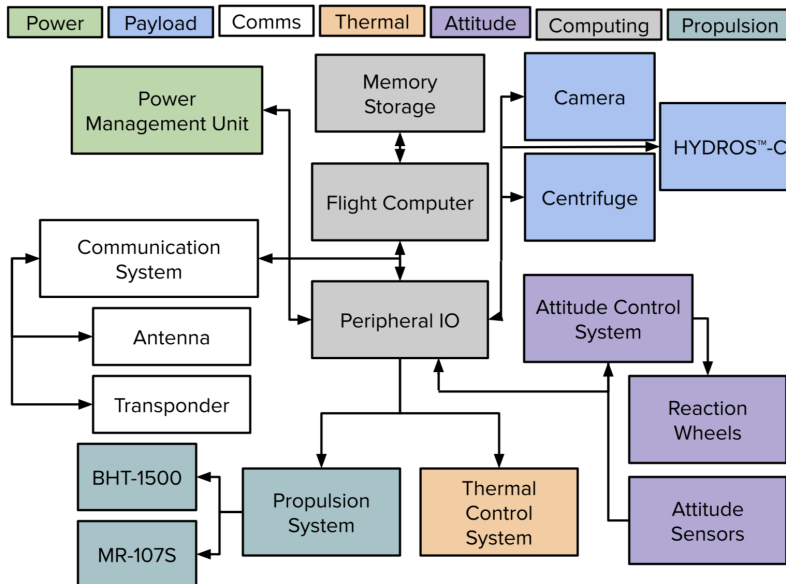 Power
Payload
Comms
Thermal
Attitude
Computing
Propulsion
Power
Management Unit
Memory
Storage
Camera
HYDROS™-C
Flight Computer
Centrifuge
Communication
System
Peripheral IO
Attitude Control
System
Antenna
Transponder
Reaction
Wheels
BHT-1500
Propulsion
System
Thermal
Control
System
Attitude
Sensors
MR-107S